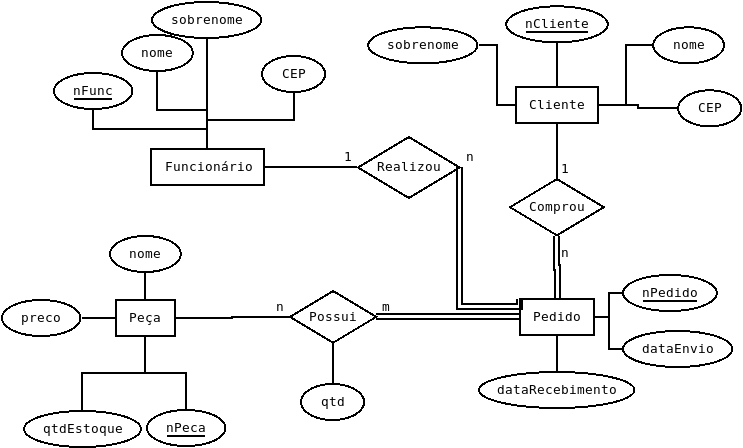 sobrenome
nCliente
sobrenome
nome
nome
CEP
nFunc
Cliente
CEP
1
n
Funcionário
Realizou
1
Comprou
nome
n
nPedido
n
m
preco
Peça
Possui
Pedido
dataEnvio
dataRecebimento
qtd
qtdEstoque
nPeca